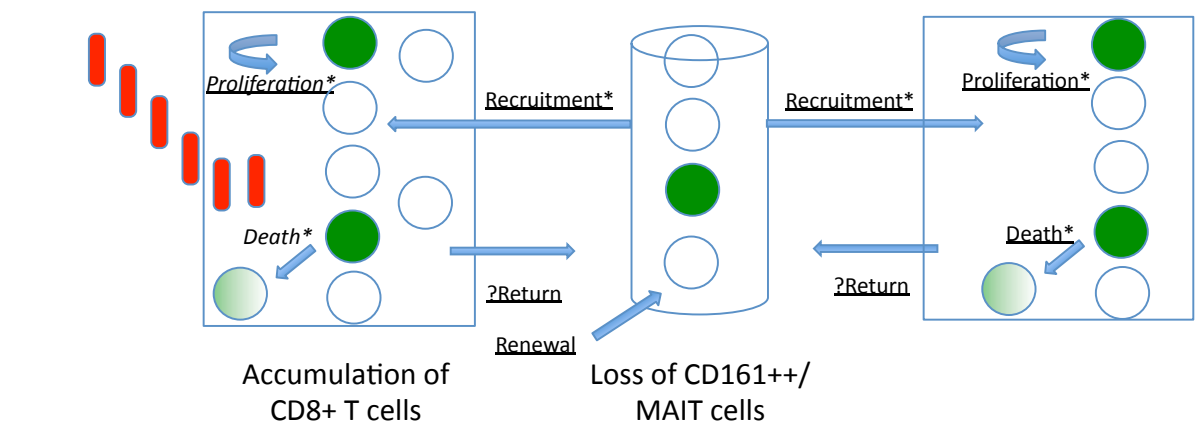 Proliferation*
Recruitment*
Recruitment*
Proliferation*
Death*
Death*
?Return
?Return
Renewal
Accumulation of
CD8+ T cells
Loss of CD161++/
MAIT cells